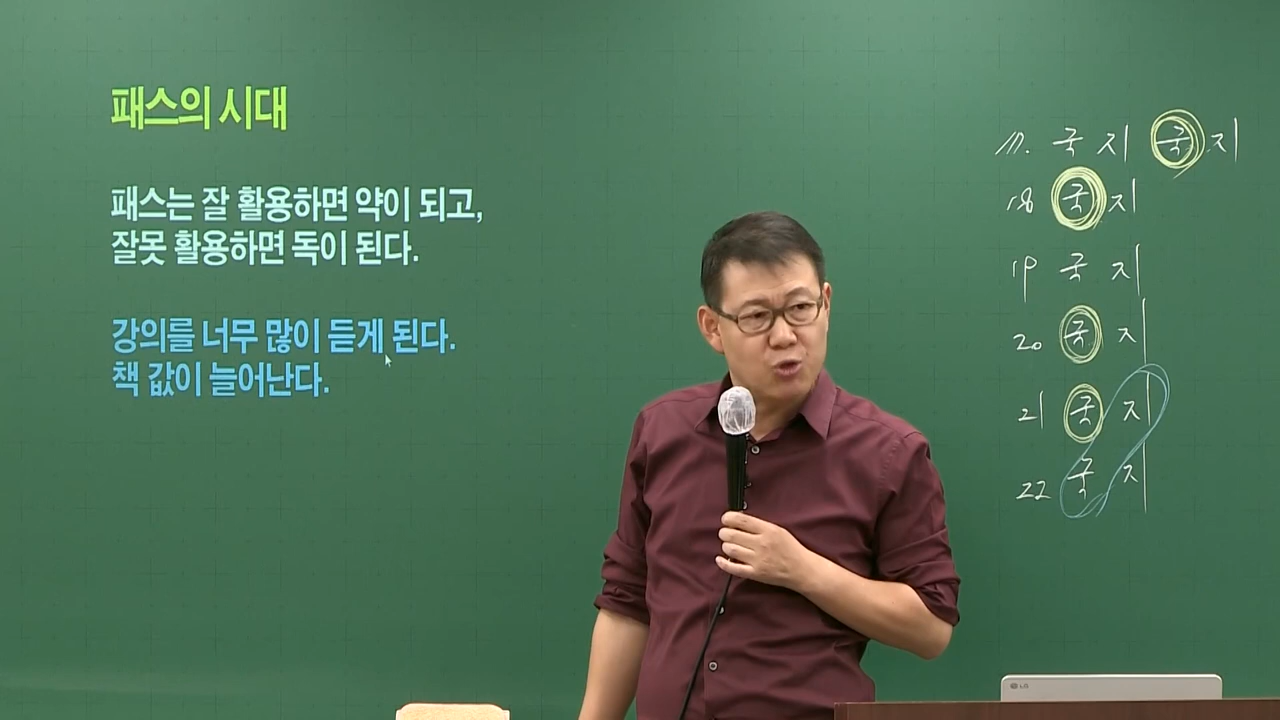 패스의 시대
패스는 잘 활용하면 약이 되고,
잘못 활용하면 독이 된다.
강의를 너무 많이 듣게 된다.
책 값이 늘어난다.
17. 국 지 국 지
18 국 지
19 국 지
20 국 지
21 국 지
22 국 지
LG